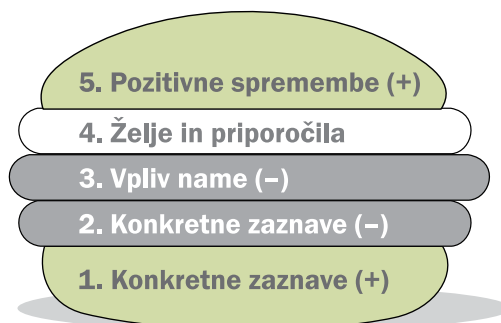 5. Pozitivne spremembe (+)
4. Želje in priporočila
3. Vpliv name (–)
2. Konkretne zaznave (–)
1. Konkretne zaznave (+)